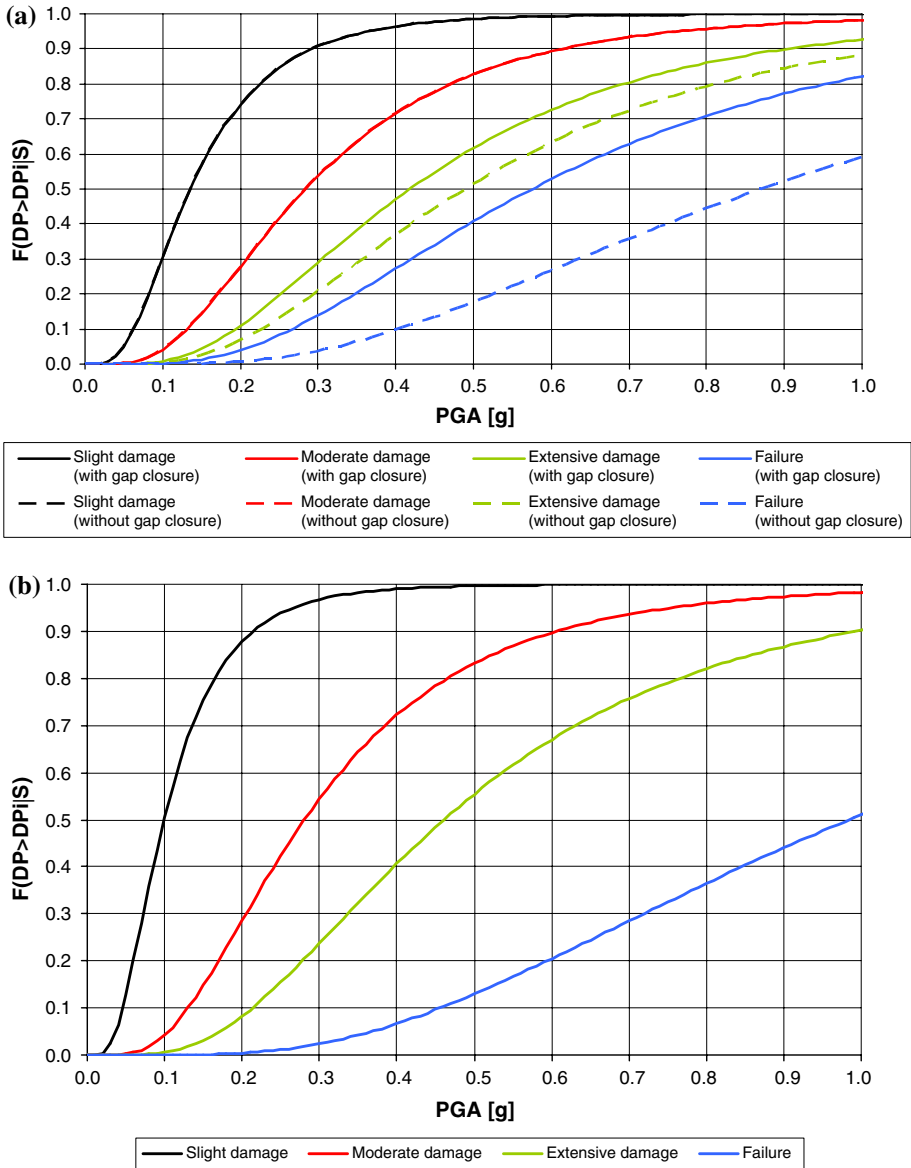 (a)
1.0
0.9
0.8
0.7
0.6
0.5
0.4
0.3
0.2
0.1
0.0
F(DP>DPi|S)
0.0 0.1 0.2 0.3 0.4 0.5 0.6 0.7 0.8 0.9 1.0
PGA [g]
Slight damage (with gap closure)
Moderate damage (with gap closure)
Extensive damage (with gap closure)
Failure (with gap closure)
Slight damage (without gap closure)
Moderate damage (without gap closure)
Extensive damage (without gap closure)
Failure (without gap closure)
(b)
1.0
0.9
0.8
0.7
0.6
0.5
0.4
0.3
0.2
0.1
0.0
F(DP>DPi|S)
0.0 0.1 0.2 0.3 0.4 0.5 0.6 0.7 0.8 0.9 1.0
PGA [g]
Slight damage Moderate damage Extensive damage Failure